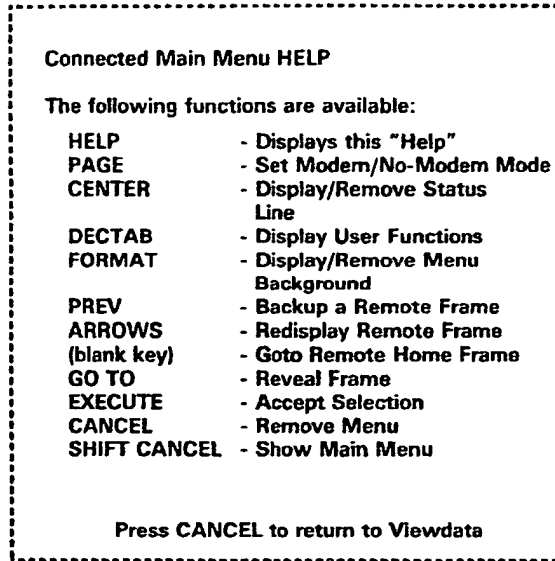 Connected Main Menu HELP
The following functions are available:
HELP - Displays this "Help"
PAGE - Set Modem/No-Modem Mode
CENTER - Display/Remove Status
Line
DECTAB - Display User Functions
FORMAT - Display/Remove Menu
Background
PREV - Backup a Remote Frame
ARROWS - Redisplay Remote Frame
(blank key) - Goto Remote Home Frame
GO TO - Reveal Frame
EXECUTE - Accept Selection
CANCEL - Remove Menu
SHIFT CANCEL - Show Main Menu
Press CANCEL to return to Viewdata